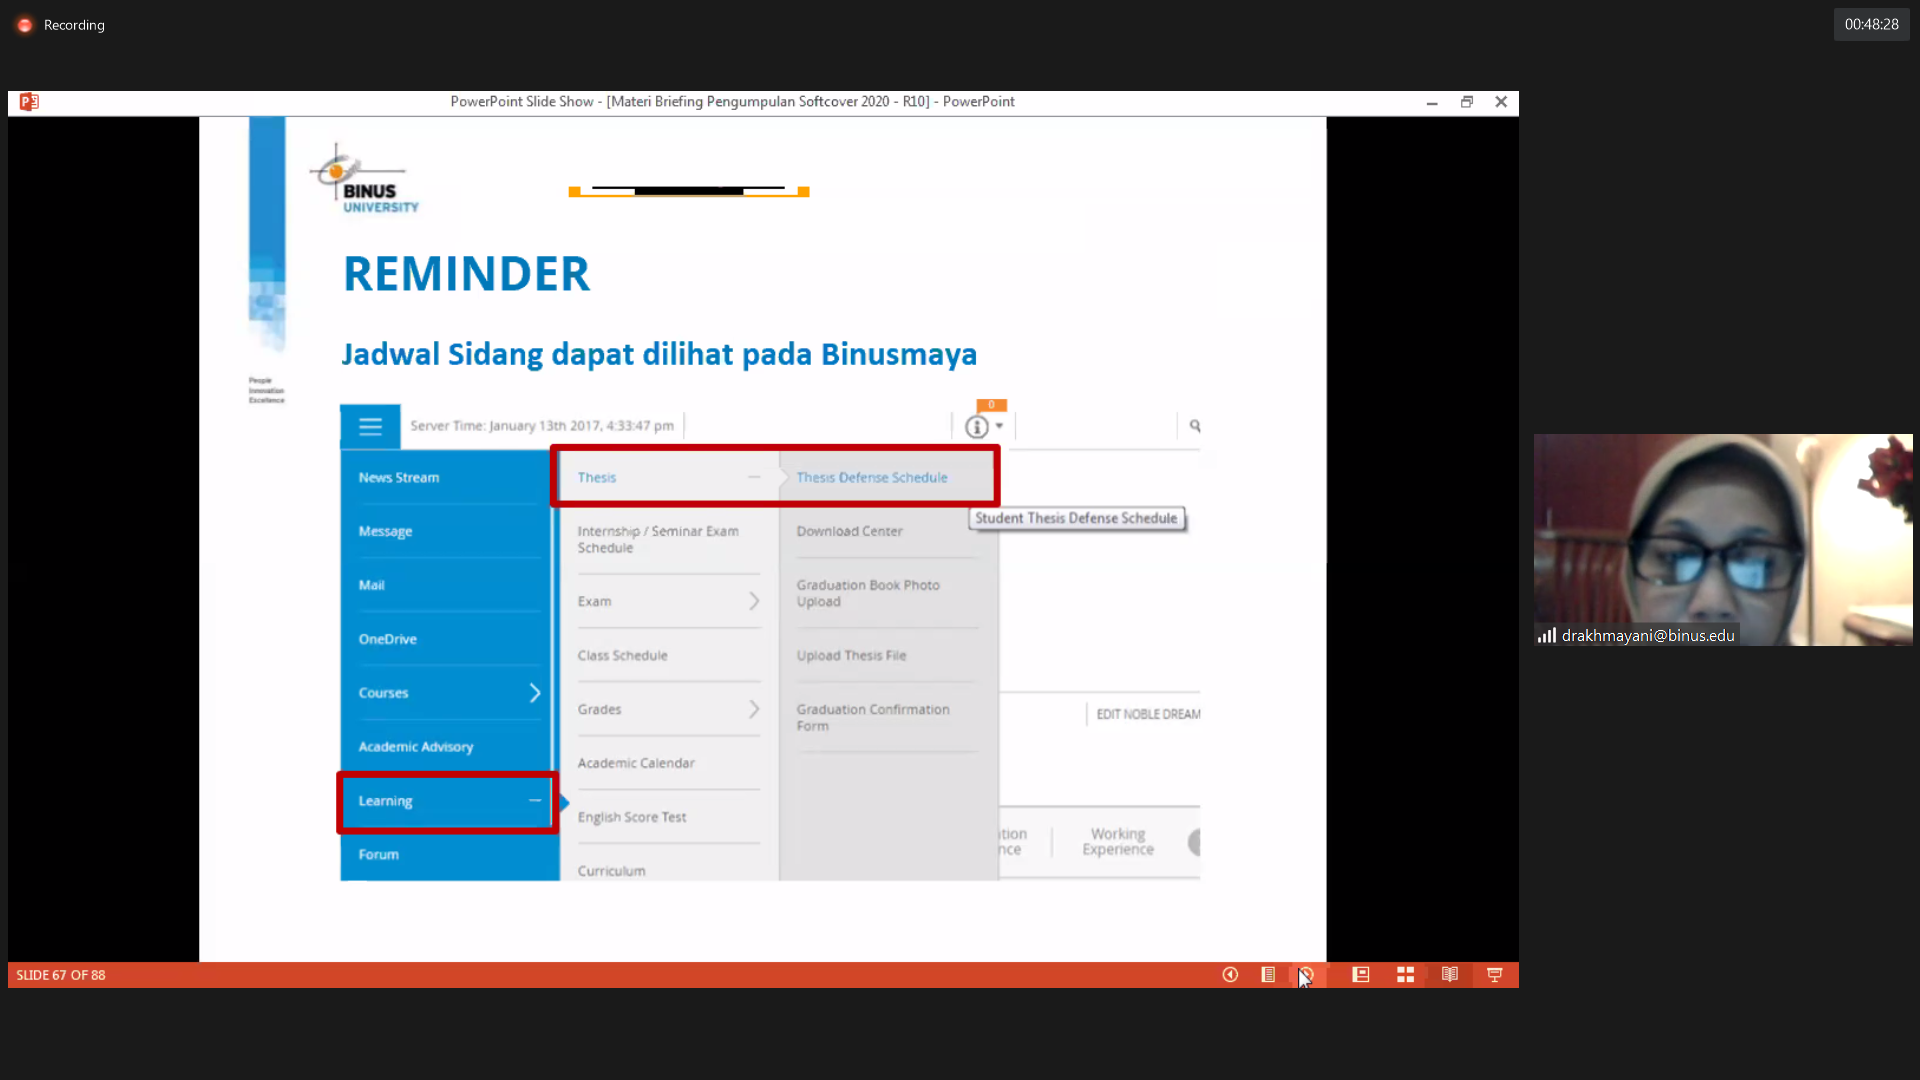 Recording
00:48:28
PowerPoint Slide Show - [Materi Briefing Pengumpulan Softcover 2020 - R10] - PowerPoint
BINUS
UNIVERSITY
REMINDER
Jadwal Sidang dapat dilihat pada Binusmaya
People
Innovation
Excellence
Server Time: January 13th 2017, 4:33:47 pm
0
News Stream
Message
Mail
OneDrive
Courses
Academic Advisory
Learning
Forum
Thesis
Internship / Seminar Exam
Schedule
Exam
Class Schedule
Grades
Academic Calendar
English Score Test
Curriculum
Thesis Defense Schedule
Student Thesis Defense Schedule
Download Center
Graduation Book Photo
Upload
Upload Thesis File
Graduation Confirmation
Form
EDIT NOBLE DREAM
tion
nce
Working
Experience
drakhmayani@binus.edu
SLIDE 67 OF 88